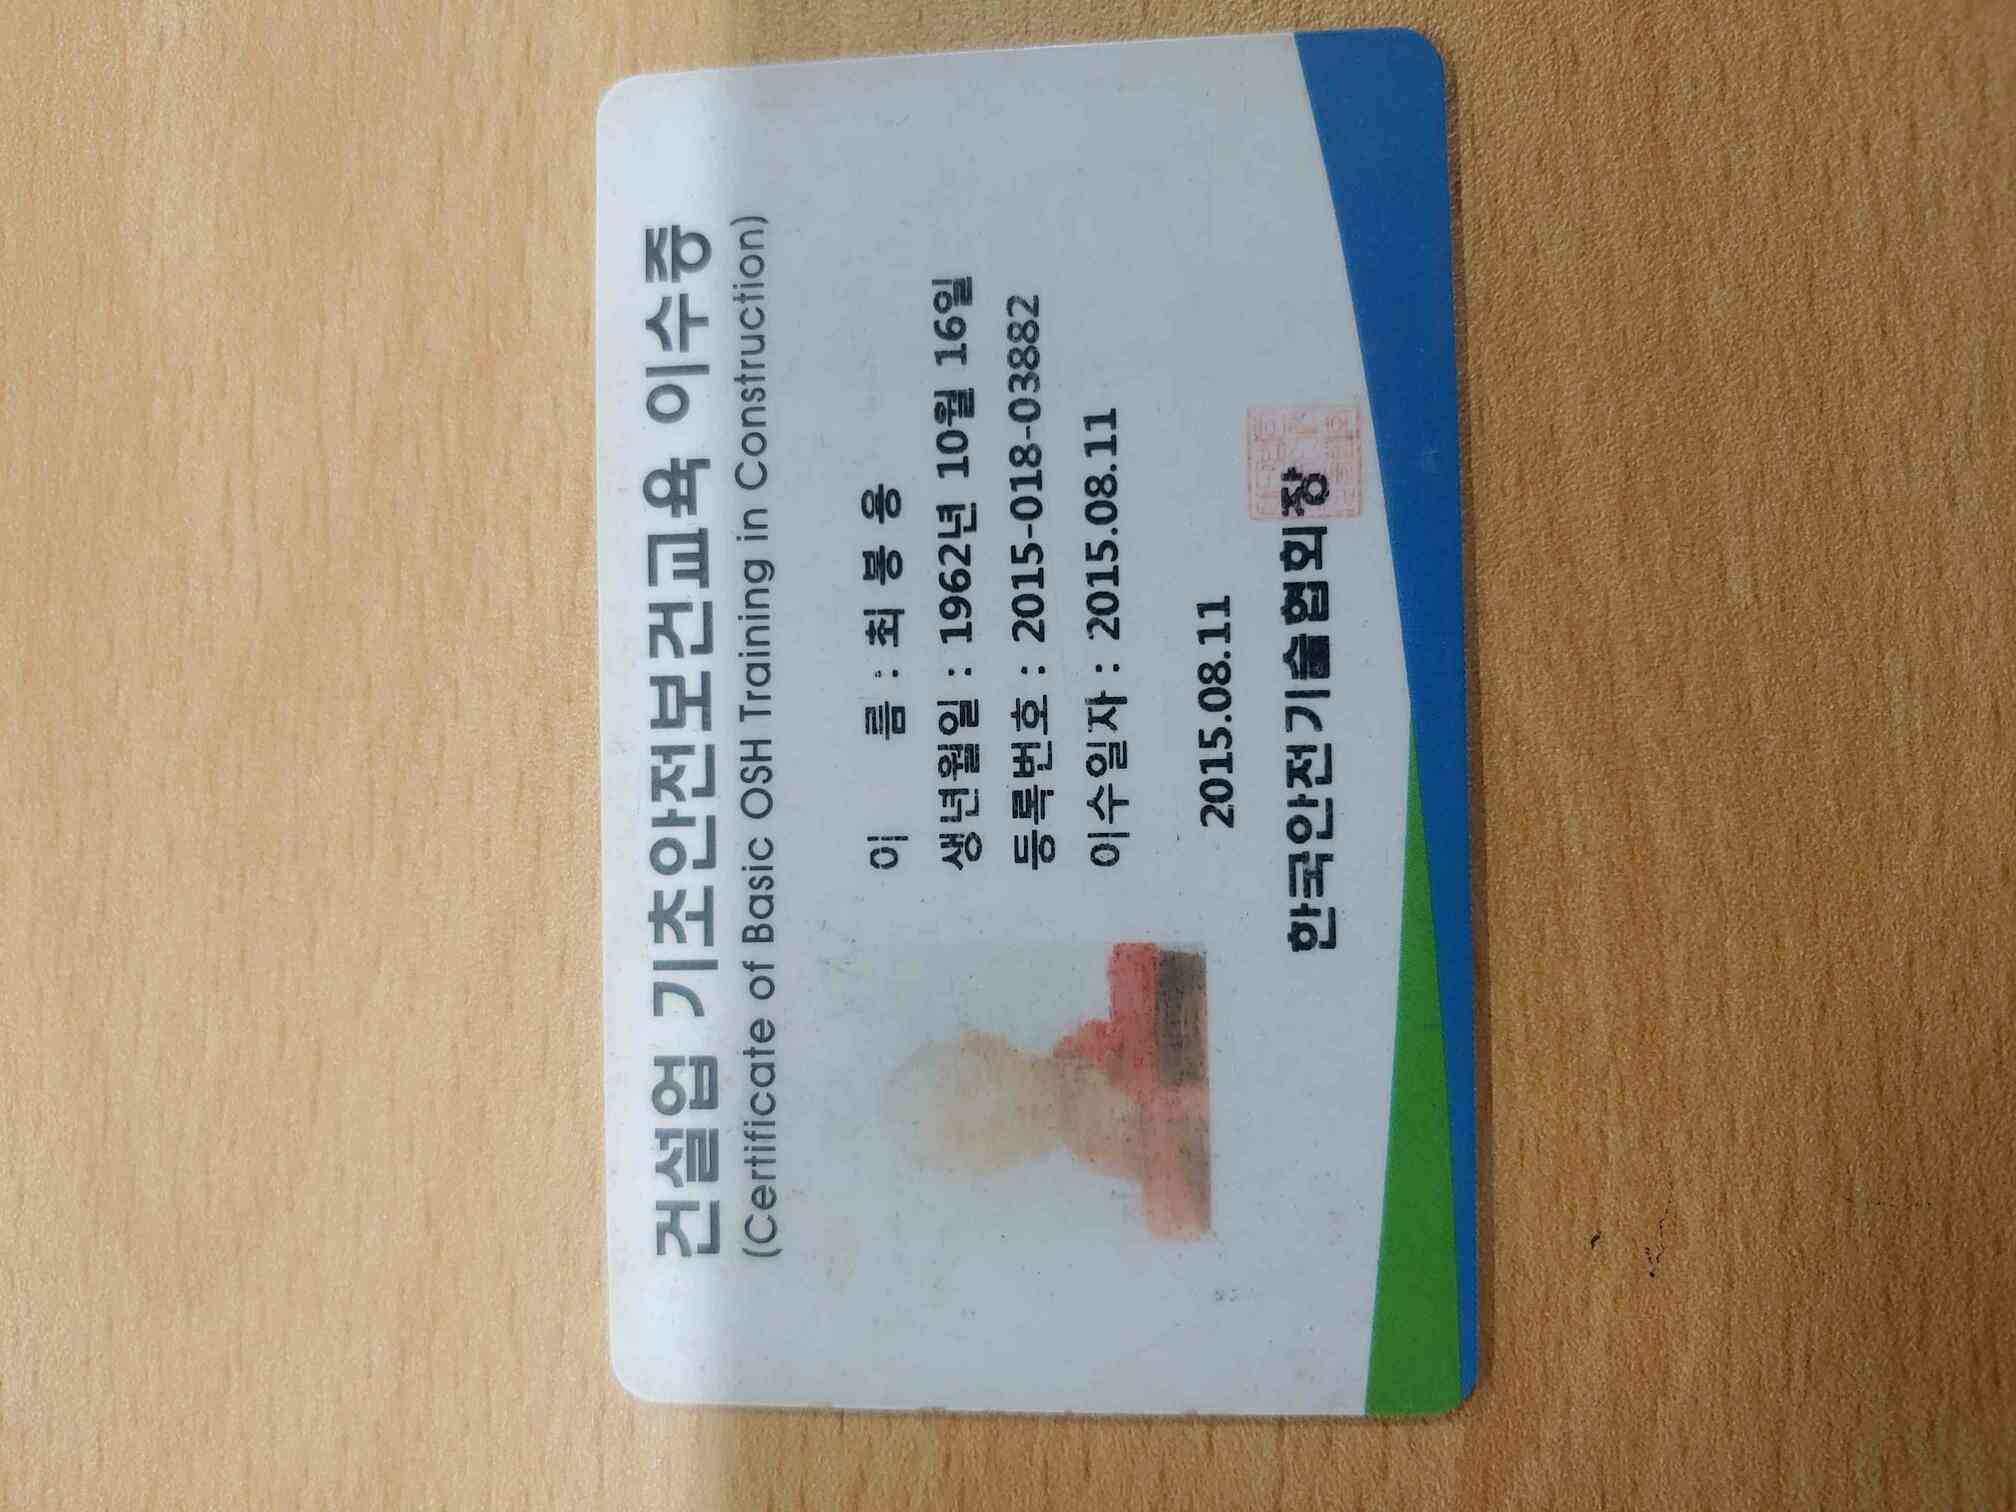 건설업 기초안전보건교육 이수증
(Certificate of Basic OSH Training in Construction)
이 름 : 최 봉 용
생년월일 : 1962년 10월 16일
등록번호 : 2015-018-03882
이수일자 : 2015.08.11
2015.08.11
한국안전기술협회장